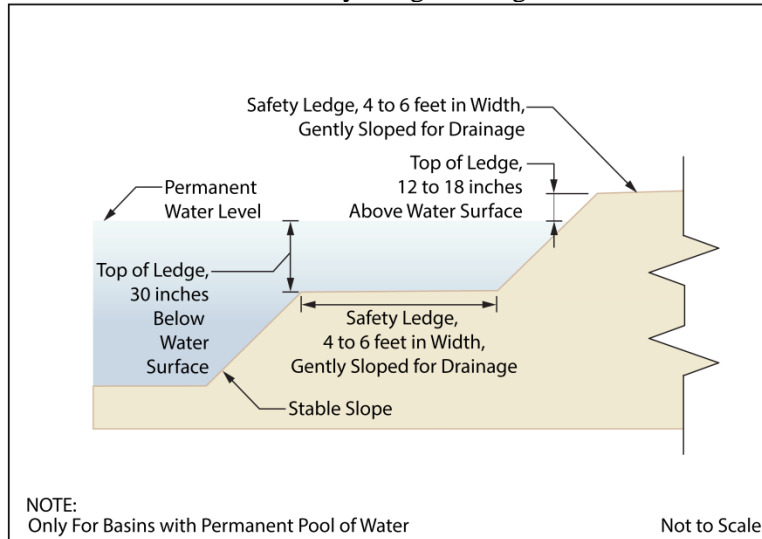 Safety Ledge, 4 to 6 feet in Width,
Gently Sloped for Drainage
Top of Ledge,
12 to 18 inches
Above Water Surface
Permanent
Water Level
Top of Ledge,
30 inches
Below
Water
Surface
Safety Ledge,
4 to 6 feet in Width,
Gently Sloped for Drainage
Stable Slope
NOTE:
Only For Basins with Permanent Pool of Water
Not to Scale